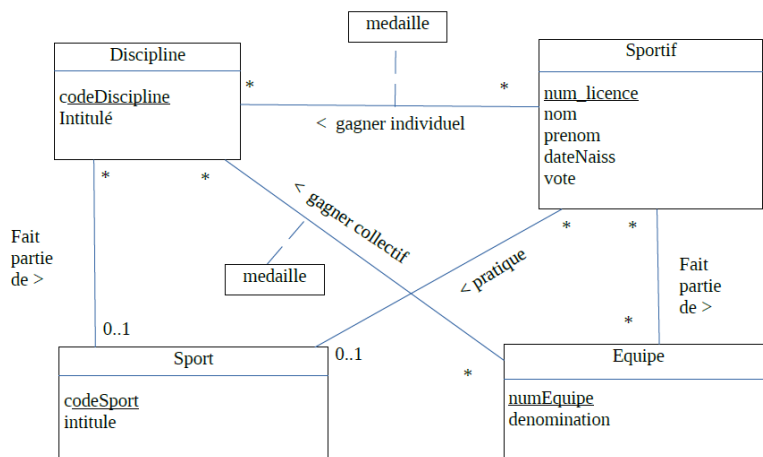 medaille
Discipline
codeDiscipline
Intitulé
Sportif
num_licence
nom
prenom
dateNaiss
vote
*
*
< gagner individuel
*
*
< gagner collectif
*
*
Fait
partie
de >
medaille
< pratique
Fait
partie
de >
*
0..1
0..1
*
Sport
codeSport
intitule
Equipe
numEquipe
denomination